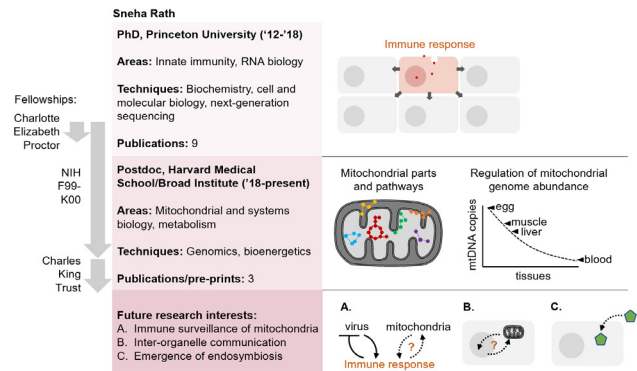 Sneha Rath
PhD, Princeton University ('12-'18)
Areas: Innate immunity, RNA biology
Techniques: Biochemistry, cell and
molecular biology, next-generation
sequencing
Publications: 9
Immune response
Fellowships:
Charlotte
Elizabeth
Proctor
NIH
F99-
K00
Charles
King
Trust
Postdoc, Harvard Medical
School/Broad Institute ('18-present)
Areas: Mitochondrial and systems
biology, metabolism
Techniques: Genomics, bioenergetics
Publications/pre-prints: 3
Mitochondrial parts
and pathways
Regulation of mitochondrial
genome abundance
mtDNA copies
egg
muscle
liver
blood
tissues
Future research interests:
A. Immune surveillance of mitochondria
B. Inter-organelle communication
C. Emergence of endosymbiosis
A.
virus mitochondria
?
Immune response
B.
?
C.